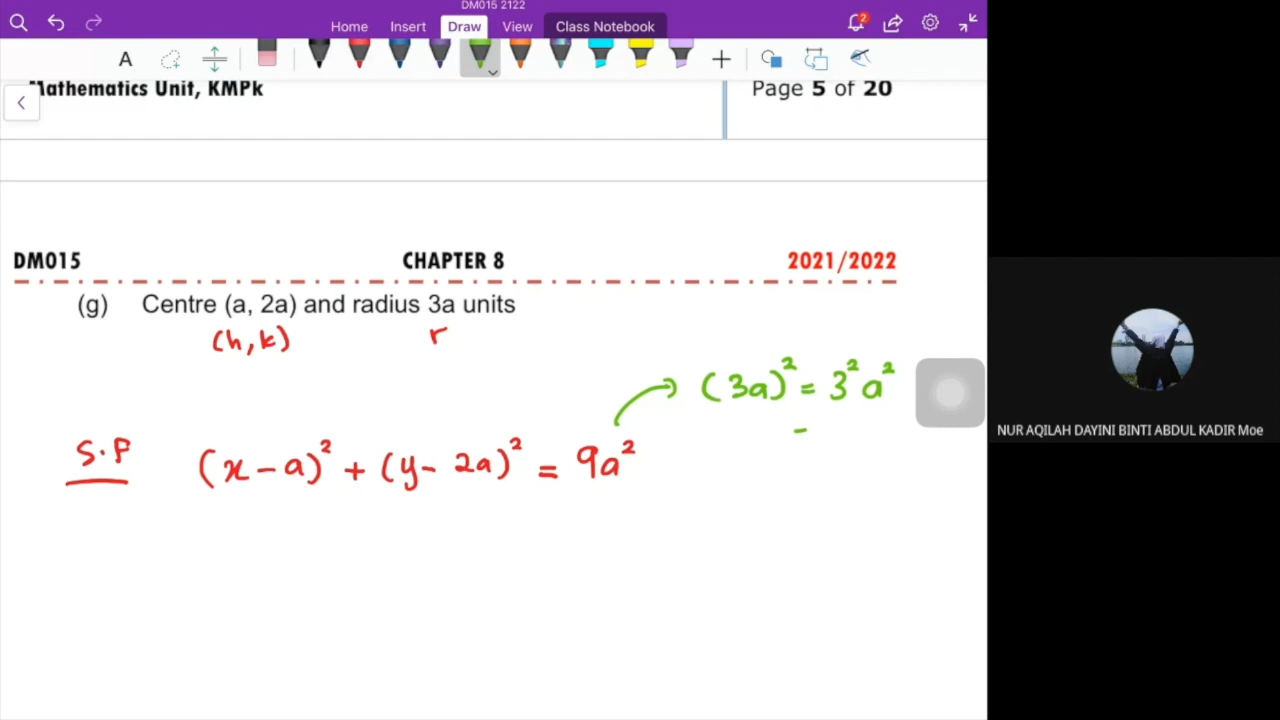 DM015 2122
Home Insert Draw View Class Notebook
2
A
Mathematics Unit, KMPk
Page 5 of 20
DM015 CHAPTER 8 2021/2022
(g) Centre (a, 2a) and radius 3a units
(h, k) r
(3a)² = 3²a²
=
S.F (x - a)² + (y - 2a)² = 9a²
NUR AQILAH DAYINI BINTI ABDUL KADIR Moe